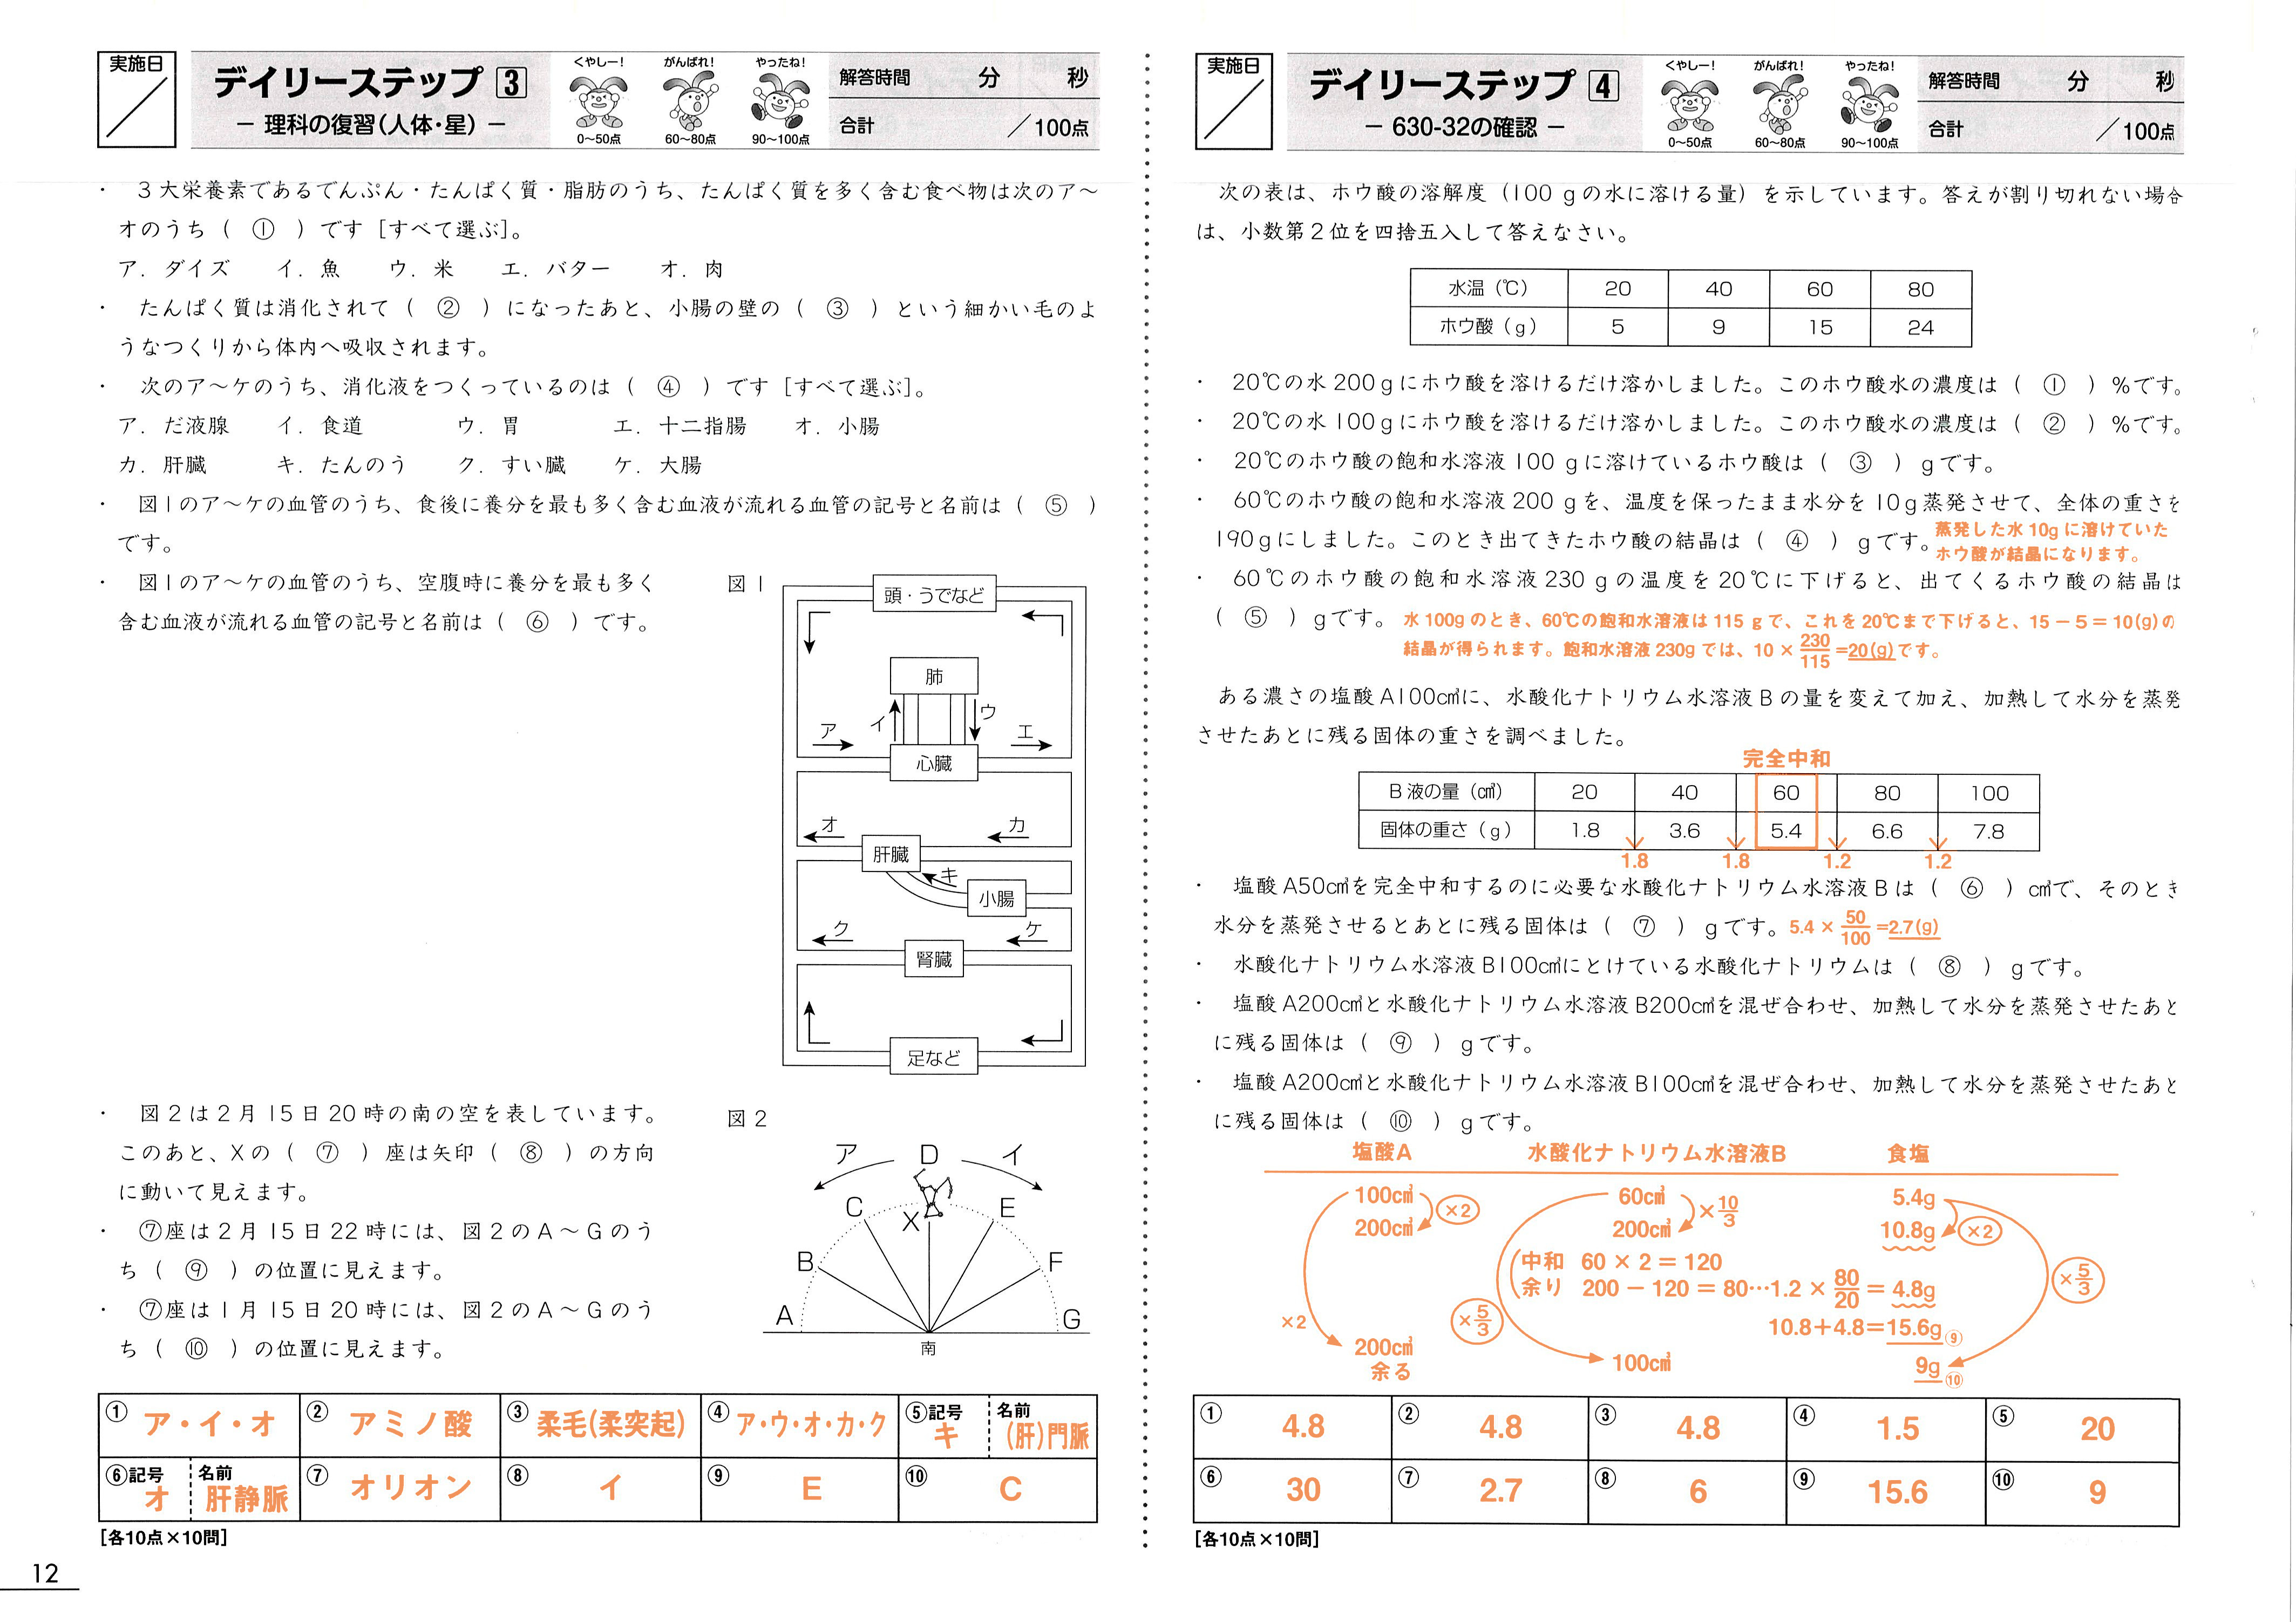 実施日
デイリーステップ 3
－ 理科の復習(人体・星) －
くやしー!
0〜50点
がんばれ!
60〜80点
やったね!
90〜100点
解答時間 分 秒
合計 ／100点
・ 3大栄養素であるでんぷん・たんぱく質・脂肪のうち、たんぱく質を多く含む食べ物は次のア〜
オのうち（ ① ）です［すべて選ぶ］。
ア．ダイズ イ．魚 ウ．米 エ．バター オ．肉
・ たんぱく質は消化されて（ ② ）になったあと、小腸の壁の（ ③ ）という細かい毛のよ
うなつくりから体内へ吸収されます。
・ 次のア〜ケのうち、消化液をつくっているのは（ ④ ）です［すべて選ぶ］。
ア．だ液腺 イ．食道 ウ．胃 エ．十二指腸 オ．小腸
カ．肝臓 キ．たんのう ク．すい臓 ケ．大腸
・ 図1のア〜ケの血管のうち、食後に養分を最も多く含む血液が流れる血管の記号と名前は（ ⑤ ）
です。
・ 図1のア〜ケの血管のうち、空腹時に養分を最も多く
含む血液が流れる血管の記号と名前は（ ⑥ ）です。
図1
頭・うでなど
肺
ア イ ウ エ
心臓
オ カ
肝臓
キ
小腸
ク ケ
腎臓
足など
・ 図2は2月15日20時の南の空を表しています。
このあと、Xの（ ⑦ ）座は矢印（ ⑧ ）の方向
に動いて見えます。
・ ⑦座は2月15日22時には、図2のA〜Gのう
ち（ ⑨ ）の位置に見えます。
・ ⑦座は1月15日20時には、図2のA〜Gのう
ち（ ⑩ ）の位置に見えます。
図2
ア D イ
C X E
B F
A G
南
① ア・イ・オ ② アミノ酸 ③ 柔毛(柔突起) ④ ア・ウ・オ・カ・ク ⑤記号 キ 名前 (肝)門脈
⑥記号 オ 名前 肝静脈 ⑦ オリオン ⑧ イ ⑨ E ⑩ C
［各10点×10問］
12
実施日
デイリーステップ 4
－ 630-32の確認 －
くやしー!
0〜50点
がんばれ!
60〜80点
やったね!
90〜100点
解答時間 分 秒
合計 ／100点
次の表は、ホウ酸の溶解度（100gの水に溶ける量）を示しています。答えが割り切れない場合
は、小数第2位を四捨五入して答えなさい。
水温（℃） 20 40 60 80
ホウ酸（g） 5 9 15 24
・ 20℃の水200gにホウ酸を溶けるだけ溶かしました。このホウ酸水の濃度は（ ① ）％です。
・ 20℃の水100gにホウ酸を溶けるだけ溶かしました。このホウ酸水の濃度は（ ② ）％です。
・ 20℃のホウ酸の飽和水溶液100gに溶けているホウ酸は（ ③ ）gです。
・ 60℃のホウ酸の飽和水溶液200gを、温度を保ったまま水分を10g蒸発させて、全体の重さを
190gにしました。このとき出てきたホウ酸の結晶は（ ④ ）gです。
蒸発した水10gに溶けていた
ホウ酸が結晶になります。
・ 60℃のホウ酸の飽和水溶液230gの温度を20℃に下げると、出てくるホウ酸の結晶は
（ ⑤ ）gです。 水100gのとき、60℃の飽和水溶液は115gで、これを20℃まで下げると、15－5＝10(g)の
結晶が得られます。飽和水溶液230gでは、10×230/115=20(g)です。
ある濃さの塩酸A100㎤に、水酸化ナトリウム水溶液Bの量を変えて加え、加熱して水分を蒸発
させたあとに残る固体の重さを調べました。
完全中和
B液の量（㎤） 20 40 60 80 100
固体の重さ（g） 1.8 3.6 5.4 6.6 7.8
1.8 1.8 1.2 1.2
・ 塩酸A50㎤を完全中和するのに必要な水酸化ナトリウム水溶液Bは（ ⑥ ）㎤で、そのとき
水分を蒸発させるとあとに残る固体は（ ⑦ ）gです。5.4×50/100=2.7(g)
・ 水酸化ナトリウム水溶液B100㎤にとけている水酸化ナトリウムは（ ⑧ ）gです。
・ 塩酸A200㎤と水酸化ナトリウム水溶液B200㎤を混ぜ合わせ、加熱して水分を蒸発させたあと
に残る固体は（ ⑨ ）gです。
・ 塩酸A200㎤と水酸化ナトリウム水溶液B100㎤を混ぜ合わせ、加熱して水分を蒸発させたあと
に残る固体は（ ⑩ ）gです。
塩酸A 水酸化ナトリウム水溶液B 食塩
100㎤ 60㎤ 5.4g
×2 ×10/3 ×2
200㎤ 200㎤ 10.8g
中和 60×2＝120
余り 200－120＝80…1.2×80/20＝4.8g
×2 ×5/3 ×5/3
10.8+4.8=15.6g ⑨
200㎤ 100㎤ 9g ⑩
余る
① 4.8 ② 4.8 ③ 4.8 ④ 1.5 ⑤ 20
⑥ 30 ⑦ 2.7 ⑧ 6 ⑨ 15.6 ⑩ 9
［各10点×10問］